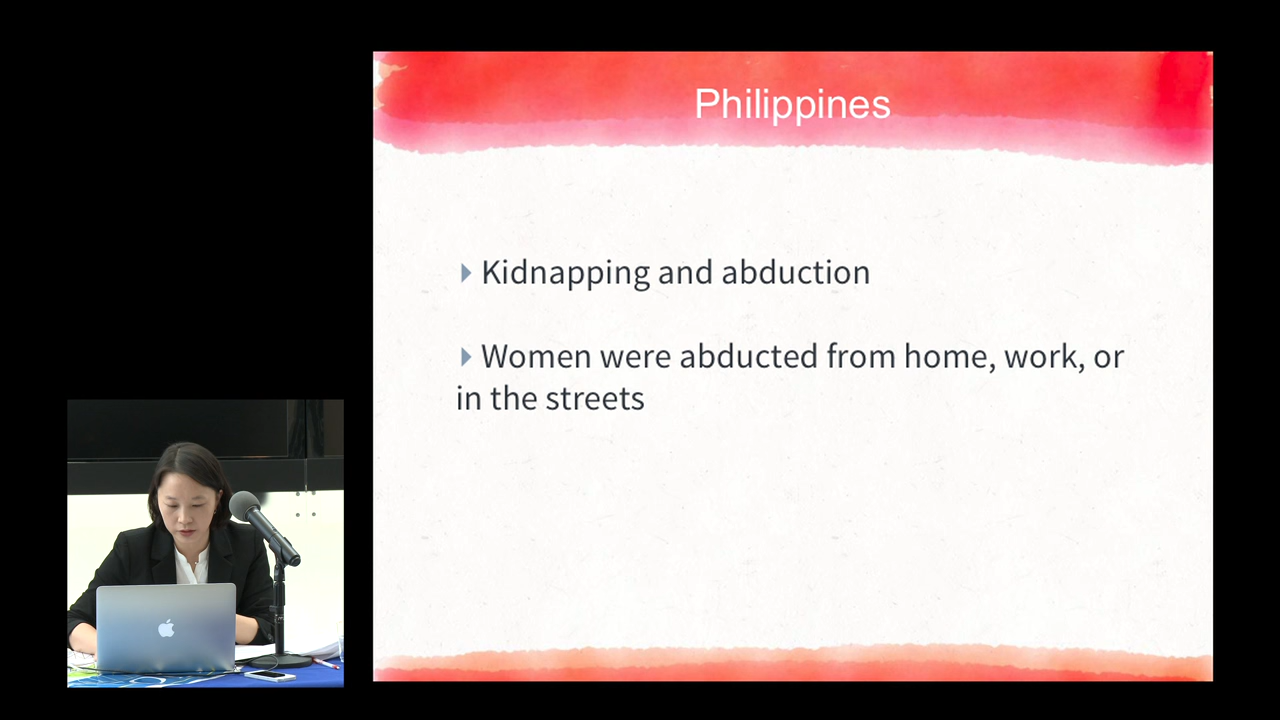 Philippines
Kidnapping and abduction
Women were abducted from home, work, or
in the streets